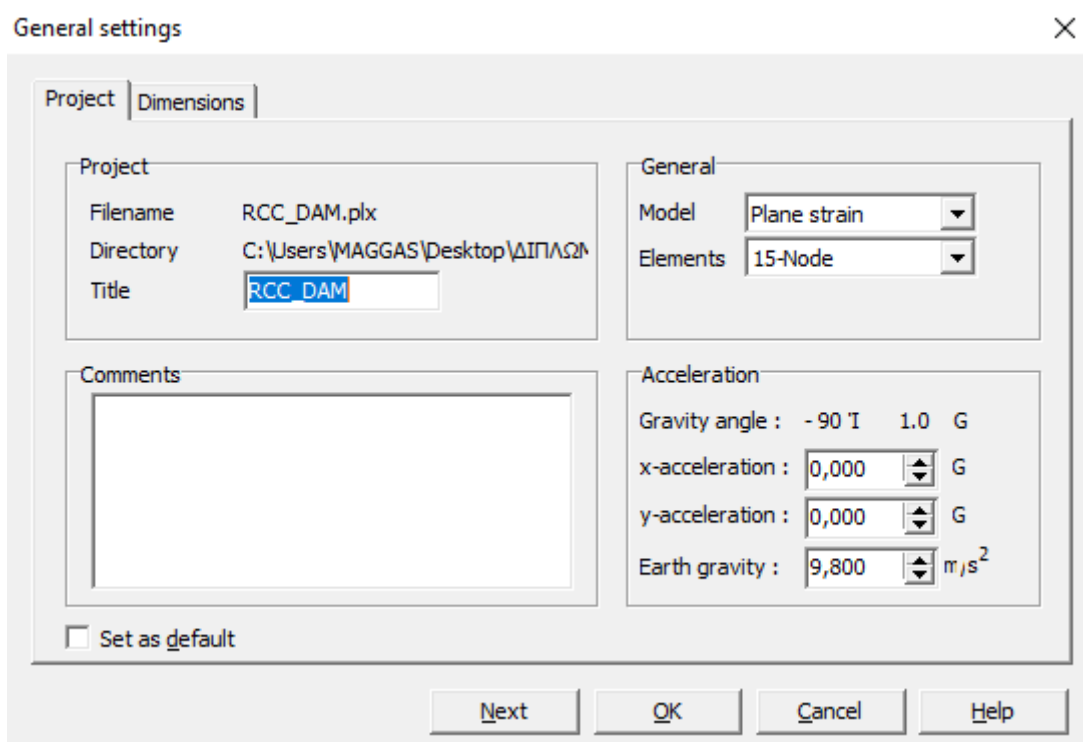 General settings
Project
Dimensions
Project
Filename RCC_DAM.plx
Directory C:\Users\MAGGAS\Desktop\ΔΙΠΛΩΜ
Title RCC_DAM
General
Model Plane strain
Elements 15-Node
Comments
Acceleration
Gravity angle : - 90 'I 1.0 G
x-acceleration : 0,000 G
y-acceleration : 0,000 G
Earth gravity : 9,800 m/s²
Set as default
Next
OK
Cancel
Help